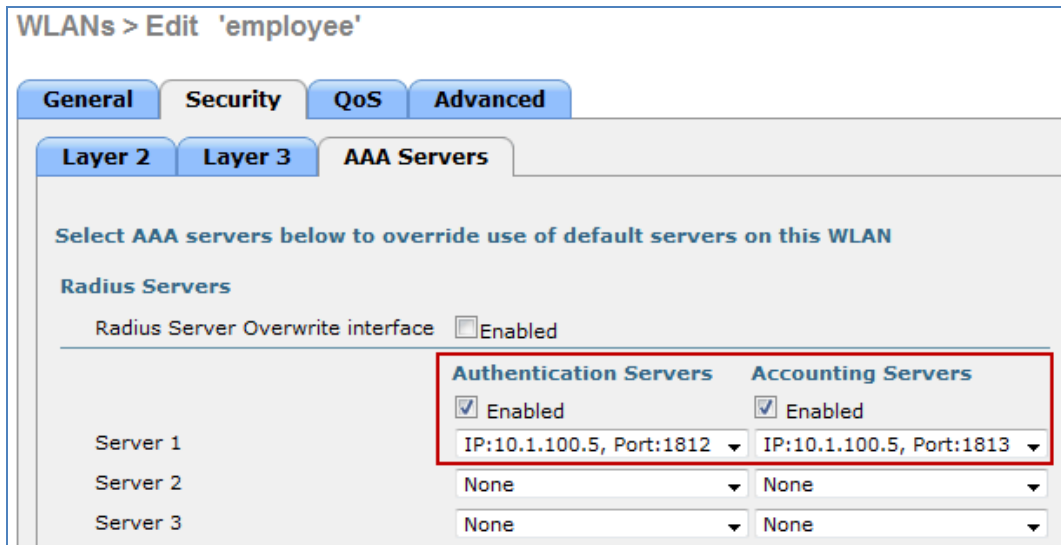 WLANs > Edit 'employee'
General Security QoS Advanced
Layer 2 Layer 3 AAA Servers
Select AAA servers below to override use of default servers on this WLAN
Radius Servers
Radius Server Overwrite interface Enabled
Authentication Servers Accounting Servers
Enabled Enabled
Server 1 IP:10.1.100.5, Port:1812 IP:10.1.100.5, Port:1813
Server 2 None None
Server 3 None None